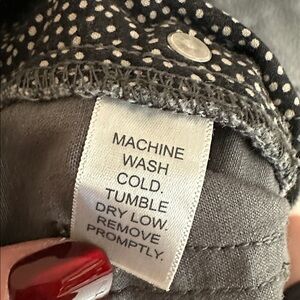 MACHINE
WASH
COLD.
TUMBLE
DRY LOW.
REMOVE
PROMPTLY.